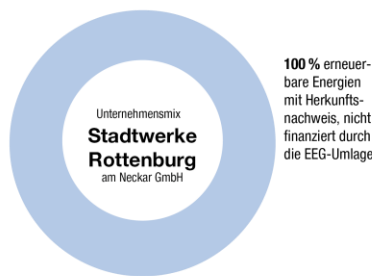 Unternehmensmix
Stadtwerke
Rottenburg
am Neckar GmbH
100 % erneuer-
bare Energien
mit Herkunfts-
nachweis, nicht
finanziert durch
die EEG-Umlage